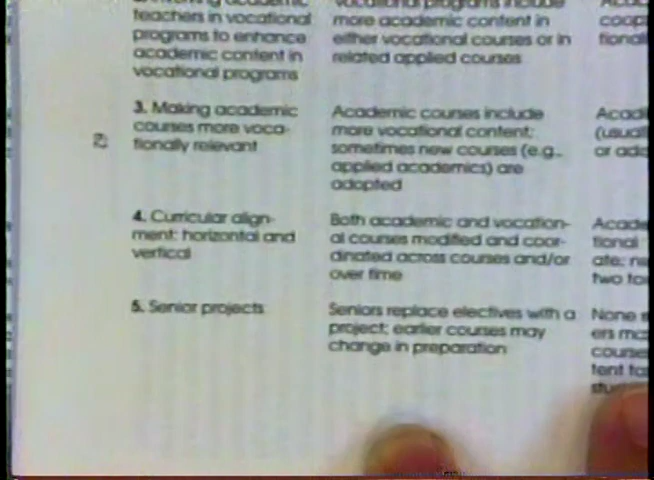 teachers in vocational
programs to enhance
academic content in
vocational programs
vocational programs include
more academic content in
either vocational courses or in
related applied courses
3. Making academic
courses more voca-
tionally relevant
Academic courses include
more vocational content;
sometimes new courses (e.g.,
applied academics) are
adopted
4. Curricular align-
ment: horizontal and
vertical
Both academic and vocation-
al courses modified and coor-
dinated across courses and/or
over time
5. Senior projects
Seniors replace electives with a
project; earlier courses may
change in preparation
None